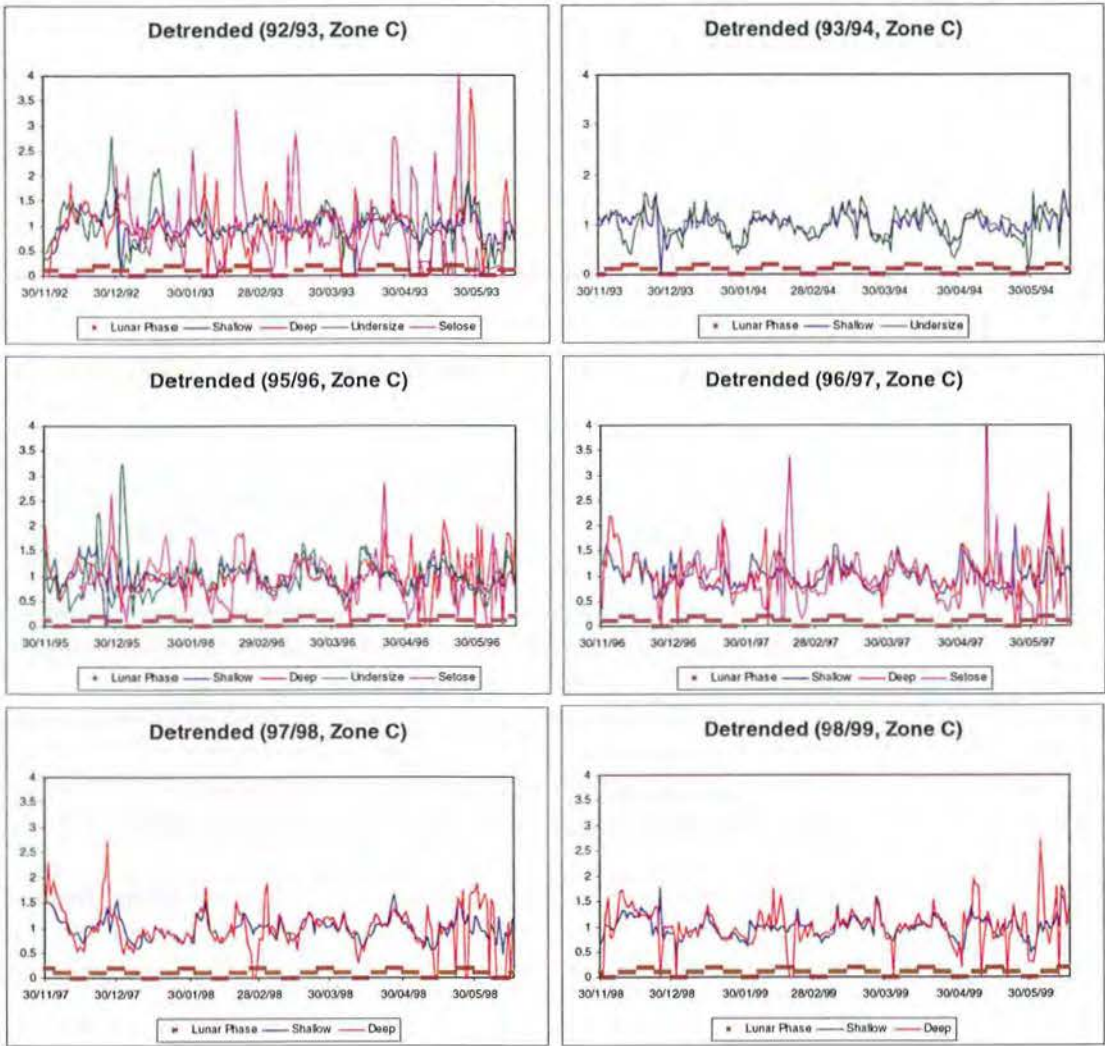 Detrended (92/93, Zone C)
4
3.5
3
2.5
2
1.5
1
0.5
0
30/11/92 30/12/92 30/01/93 28/02/93 30/03/93 30/04/93 30/05/93
Lunar Phase Shallow Deep Undersize Setose
Detrended (93/94, Zone C)
4
3
2
1
0
30/11/93 30/12/93 30/01/94 28/02/94 30/03/94 30/04/94 30/05/94
Lunar Phase Shallow Undersize
Detrended (95/96, Zone C)
4
3.5
3
2.5
2
1.5
1
0.5
0
30/11/95 30/12/95 30/01/96 29/02/96 30/03/96 30/04/96 30/05/96
Lunar Phase Shallow Deep Undersize Setose
Detrended (96/97, Zone C)
4
3.5
3
2.5
2
1.5
1
0.5
0
30/11/96 30/12/96 30/01/97 28/02/97 30/03/97 30/04/97 30/05/97
Lunar Phase Shallow Deep Setose
Detrended (97/98, Zone C)
4
3.5
3
2.5
2
1.5
1
0.5
0
30/11/97 30/12/97 30/01/98 28/02/98 30/03/98 30/04/98 30/05/98
Lunar Phase Shallow Deep
Detrended (98/99, Zone C)
4
3.5
3
2.5
2
1.5
1
0.5
0
30/11/98 30/12/98 30/01/99 28/02/99 30/03/99 30/04/99 30/05/99
Lunar Phase Shallow Deep